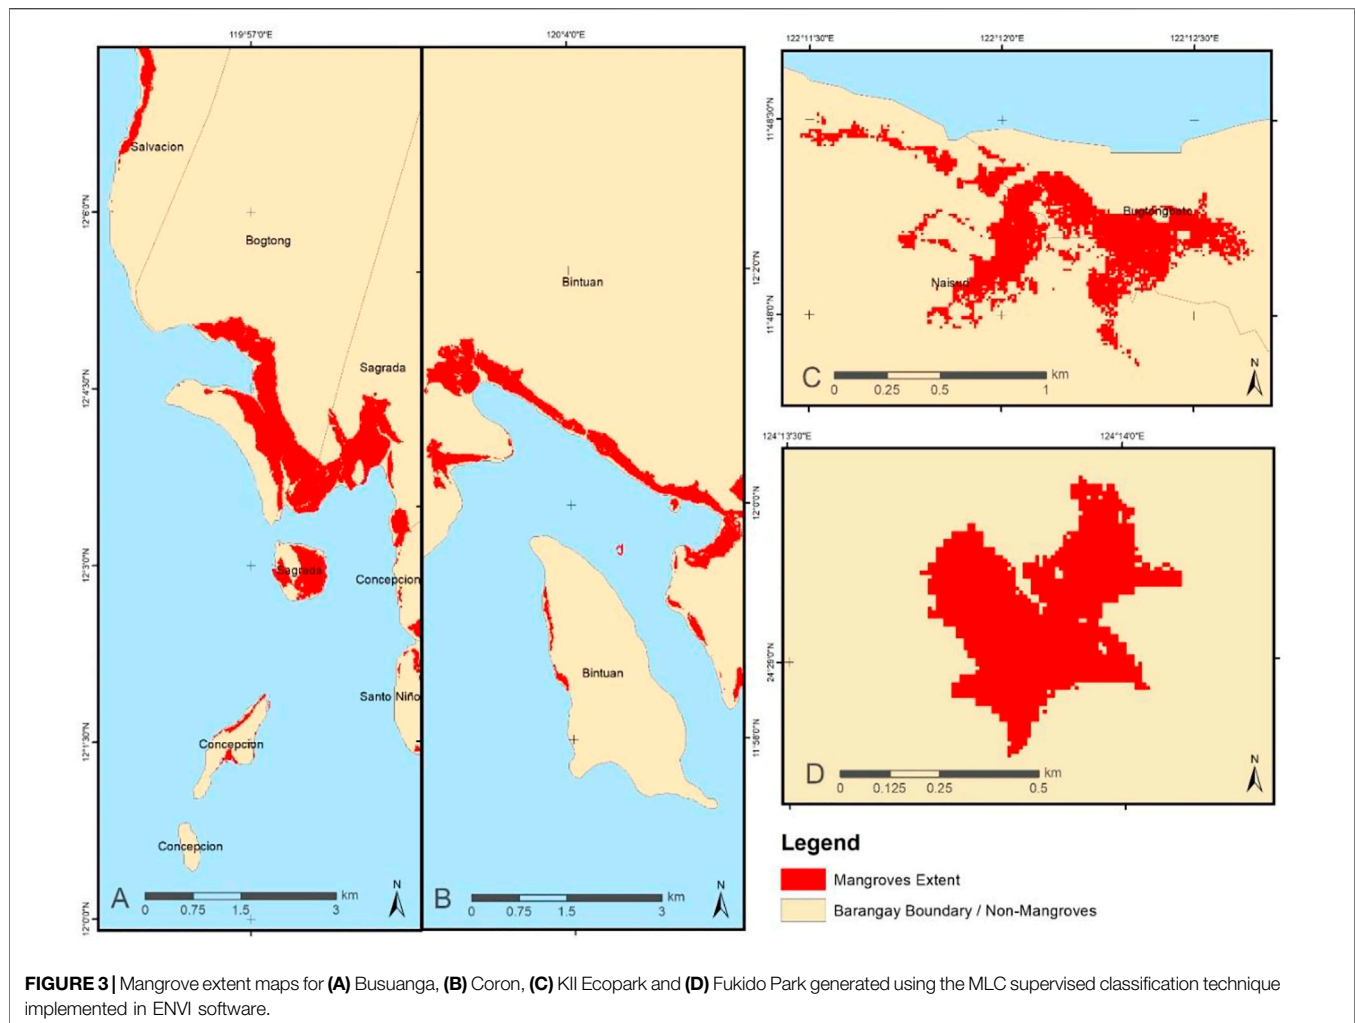 119°57'0"E
120°4'0"E
122°11'30"E
122°12'0"E
122°12'30"E
12°6'0"N
12°4'30"N
12°3'0"N
12°1'30"N
12°0'0"N
Salvacion
Bogtong
Sagrada
Sagrada
Concepcion
Santo Niño
Concepcion
Concepcion
A
0
0.75
1.5
3
km
N
Bintuan
Bintuan
12°2'0"N
12°0'0"N
11°58'0"N
B
0
0.75
1.5
3
km
N
11°48'30"N
11°48'0"N
Bugtongbato
Naisud
C
0
0.25
0.5
1
km
N
124°13'30"E
124°14'0"E
D
0
0.125
0.25
0.5
km
N
Legend
Mangroves Extent
Barangay Boundary / Non-Mangroves
FIGURE 3 | Mangrove extent maps for (A) Busuanga, (B) Coron, (C) KII Ecopark and (D) Fukido Park generated using the MLC supervised classification technique
implemented in ENVI software.